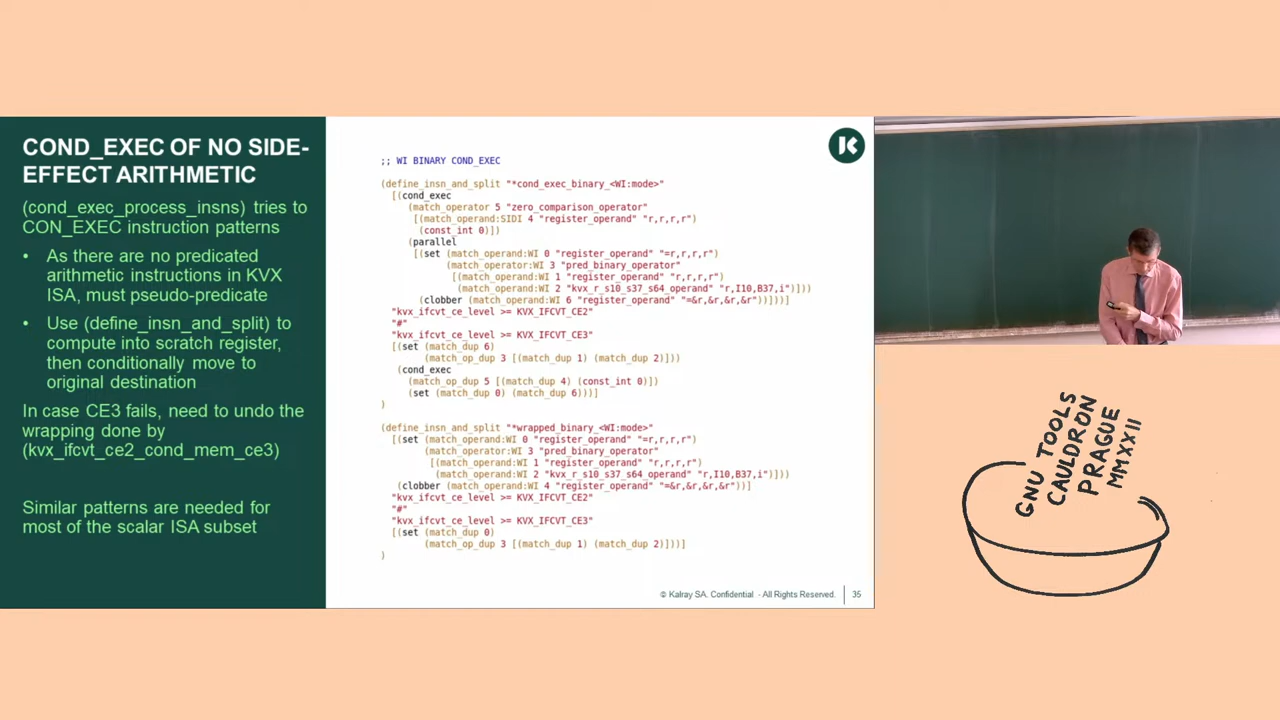 COND_EXEC OF NO SIDE-
EFFECT ARITHMETIC
(cond_exec_process_insns) tries to
CON_EXEC instruction patterns
• As there are no predicated
arithmetic instructions in KVX
ISA, must pseudo-predicate
• Use (define_insn_and_split) to
compute into scratch register,
then conditionally move to
original destination
In case CE3 fails, need to undo the
wrapping done by
(kvx_ifcvt_ce2_cond_mem_ce3)
Similar patterns are needed for
most of the scalar ISA subset
;; WI BINARY COND_EXEC
(define_insn_and_split "*cond_exec_binary_<WI:mode>"
[(cond_exec
(match_operator 5 "zero_comparison_operator"
[(match_operand:SIDI 4 "register_operand" "r,r,r,r")
(const_int 0)])
(parallel
[(set (match_operand:WI 0 "register_operand" "=r,r,r,r")
(match_operator:WI 3 "pred_binary_operator"
[(match_operand:WI 1 "register_operand" "r,r,r,r")
(match_operand:WI 2 "kvx_r_s10_s37_s64_operand" "r,I10,B37,i")]))
(clobber (match_operand:WI 6 "register_operand" "=&r,&r,&r,&r"))]))]
"kvx_ifcvt_ce_level >= KVX_IFCVT_CE2"
"#"
"kvx_ifcvt_ce_level >= KVX_IFCVT_CE3"
[(set (match_dup 6)
(match_op_dup 3 [(match_dup 1) (match_dup 2)]))
(cond_exec
(match_op_dup 5 [(match_dup 4) (const_int 0)])
(set (match_dup 0) (match_dup 6)))]
)
(define_insn_and_split "*wrapped_binary_<WI:mode>"
[(set (match_operand:WI 0 "register_operand" "=r,r,r,r")
(match_operator:WI 3 "pred_binary_operator"
[(match_operand:WI 1 "register_operand" "r,r,r,r")
(match_operand:WI 2 "kvx_r_s10_s37_s64_operand" "r,I10,B37,i")]))
(clobber (match_operand:WI 4 "register_operand" "=&r,&r,&r,&r"))]
"kvx_ifcvt_ce_level >= KVX_IFCVT_CE2"
"#"
"kvx_ifcvt_ce_level >= KVX_IFCVT_CE3"
[(set (match_dup 0)
(match_op_dup 3 [(match_dup 1) (match_dup 2)]))]
)
© Kalray SA. Confidential - All Rights Reserved. 35
GNU TOOLS
CAULDRON
PRAGUE
MMXXII